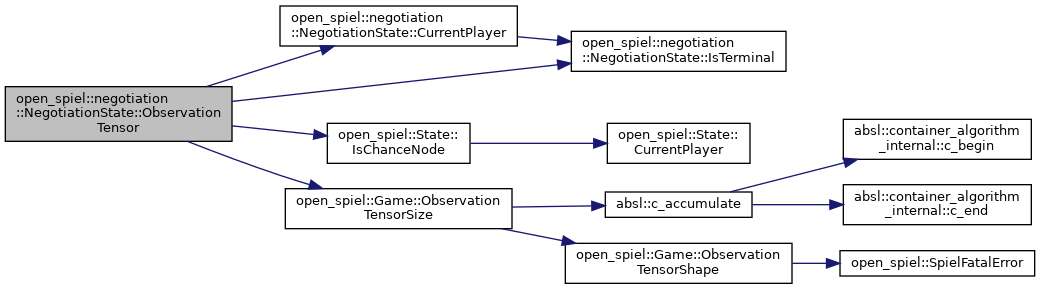 open_spiel::negotiation
::NegotiationState::Observation
Tensor
open_spiel::negotiation
::NegotiationState::CurrentPlayer
open_spiel::negotiation
::NegotiationState::IsTerminal
open_spiel::State::
IsChanceNode
open_spiel::State::
CurrentPlayer
open_spiel::Game::Observation
TensorSize
absl::c_accumulate
absl::container_algorithm
_internal::c_begin
absl::container_algorithm
_internal::c_end
open_spiel::Game::Observation
TensorShape
open_spiel::SpielFatalError